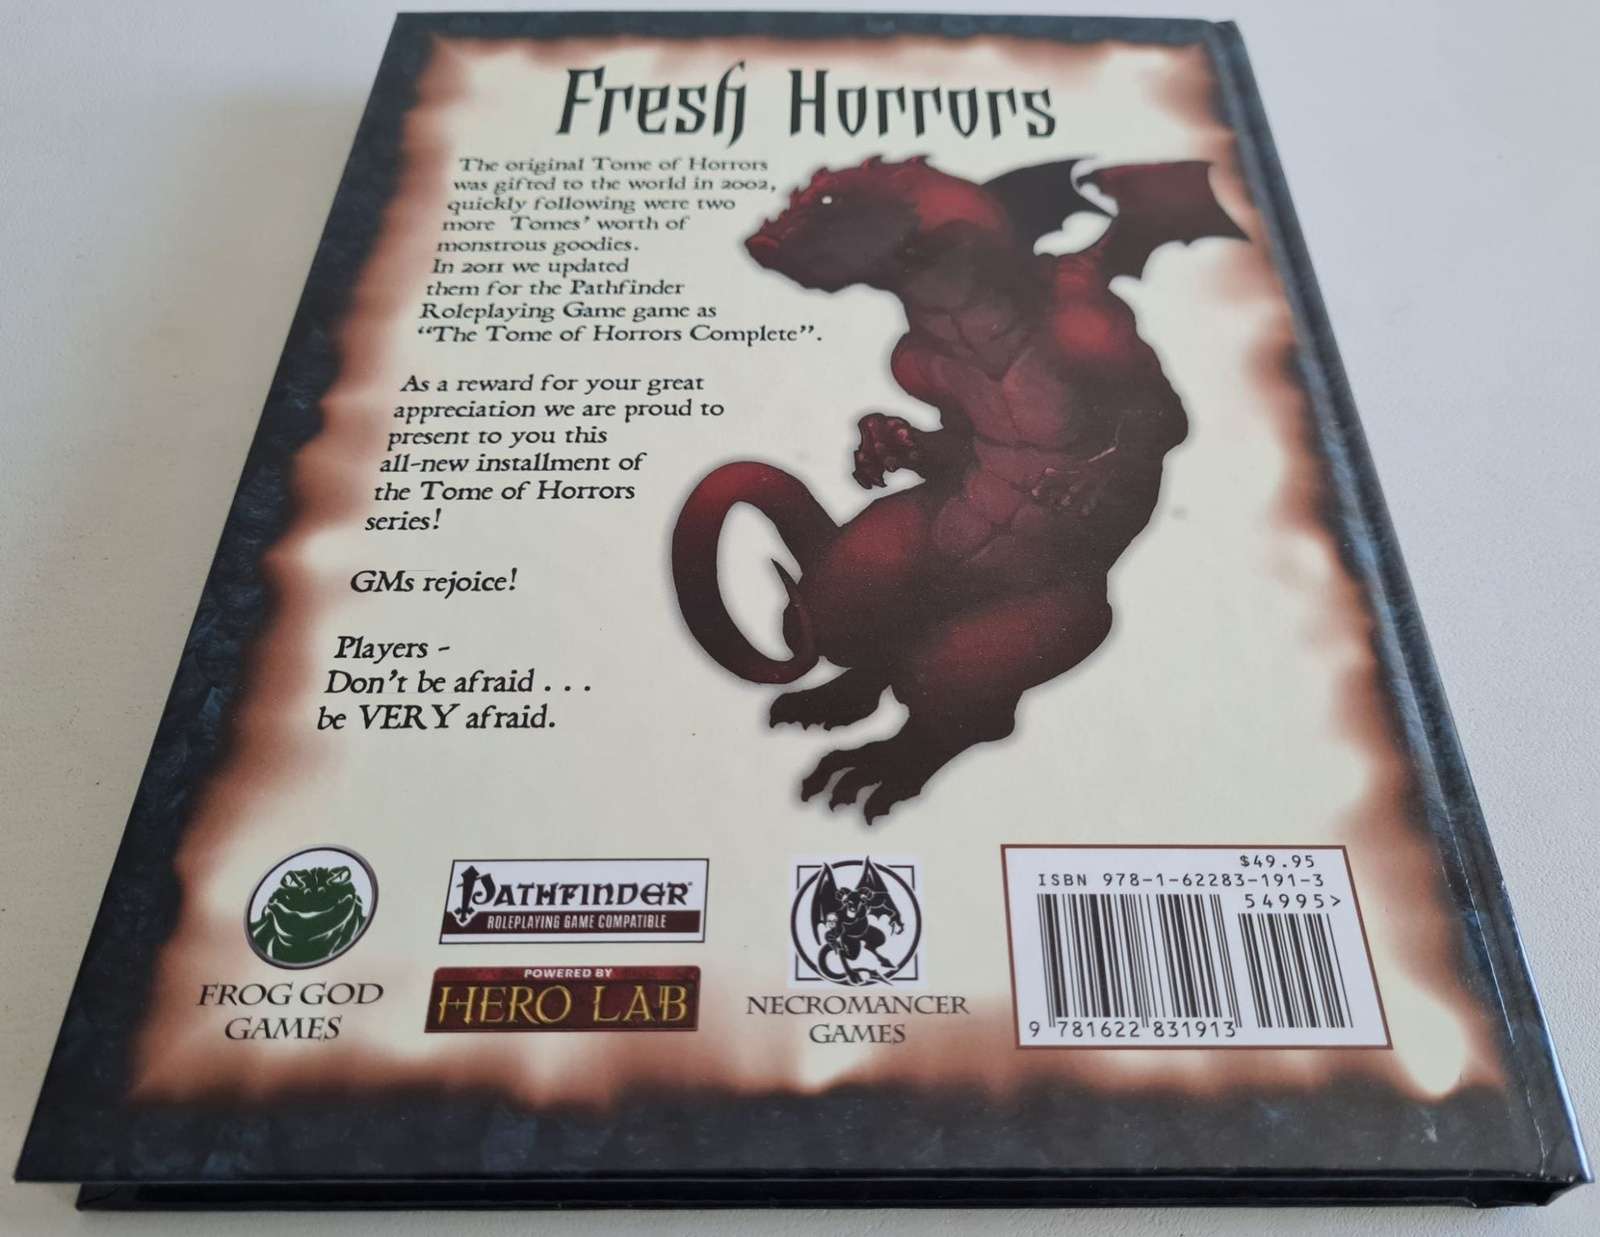 Fresh Horrors
The original Tome of Horrors
was gifted to the world in 2002,
quickly following were two
more Tomes' worth of
monstrous goodies.
In 2011 we updated
them for the Pathfinder
Roleplaying Game game as
“The Tome of Horrors Complete”.
As a reward for your great
appreciation we are proud to
present to you this
all-new installment of
the Tome of Horrors
series!
GMs rejoice!
Players -
Don't be afraid . . .
be VERY afraid.
FROG GOD
GAMES
PATHFINDER
ROLEPLAYING GAME COMPATIBLE
POWERED BY
HERO LAB
NECROMANCER
GAMES
$49.95
ISBN 978-1-62283-191-3
54995>
9 781622 831913